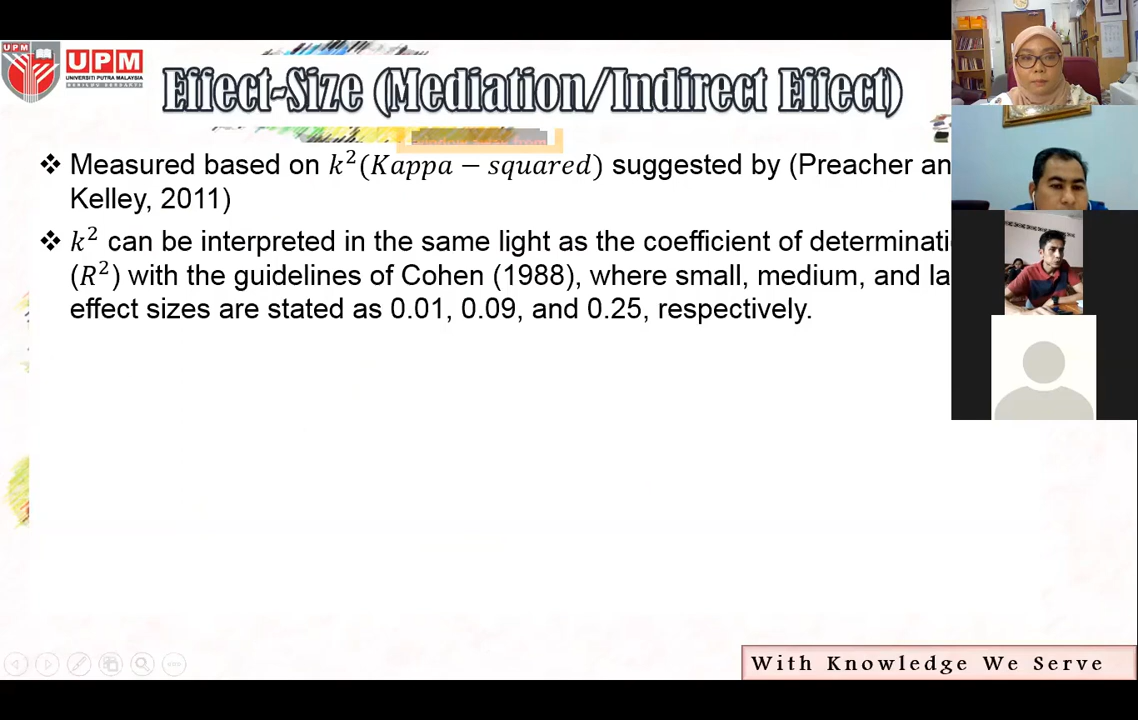 UPM
UPM
UNIVERSITI PUTRA MALAYSIA
Effect-Size (Mediation/Indirect Effect)
❖ Measured based on k²(Kappa − squared) suggested by (Preacher an
Kelley, 2011)
❖ k² can be interpreted in the same light as the coefficient of determinati
(R²) with the guidelines of Cohen (1988), where small, medium, and la
effect sizes are stated as 0.01, 0.09, and 0.25, respectively.
With Knowledge We Serve